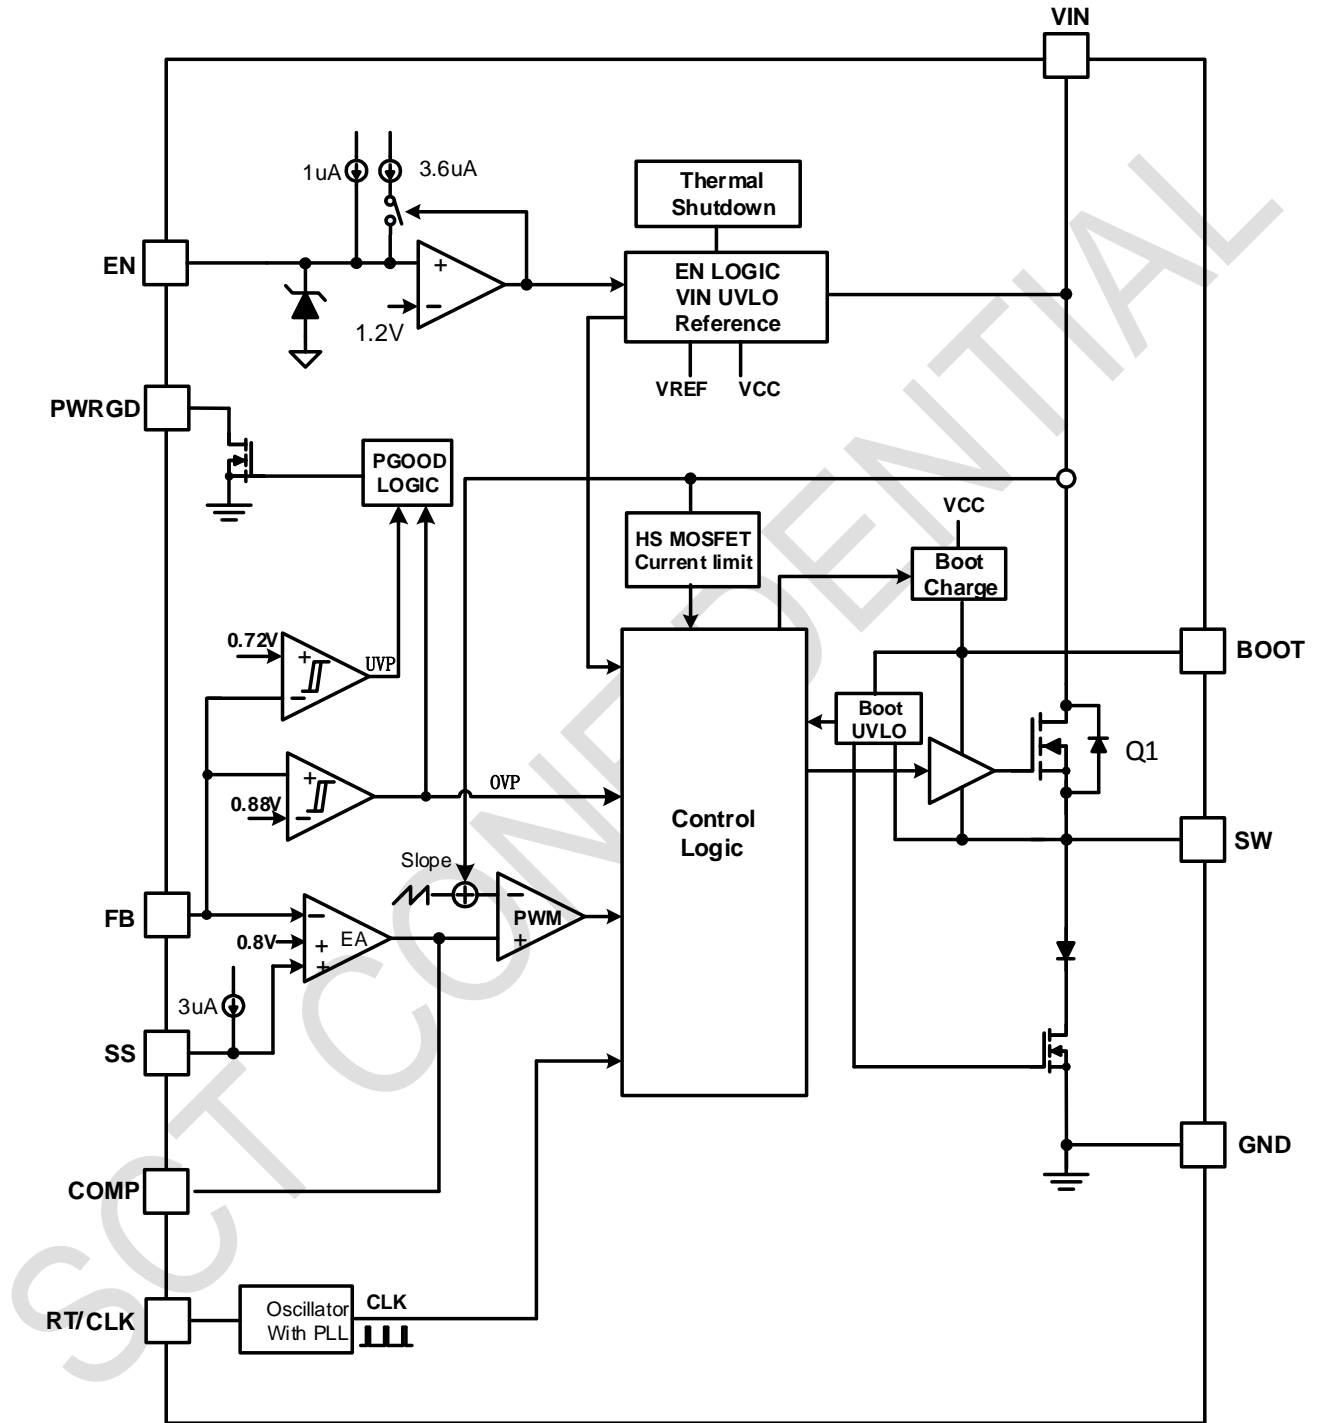 VIN
1uA
3.6uA
Thermal
Shutdown
EN
+
−
1.2V
EN LOGIC
VIN UVLO
Reference
VREF
VCC
PWRGD
PGOOD
LOGIC
HS MOSFET
Current limit
VCC
Boot
Charge
0.72V
+
−
UVP
BOOT
Boot
UVLO
Q1
0.88V
+
−
OVP
Control
Logic
SW
Slope
FB
−
0.8V
+
+
EA
−
PWM
+
3uA
SS
GND
COMP
RT/CLK
Oscillator
With PLL
CLK
SCT CONFIDENTIAL